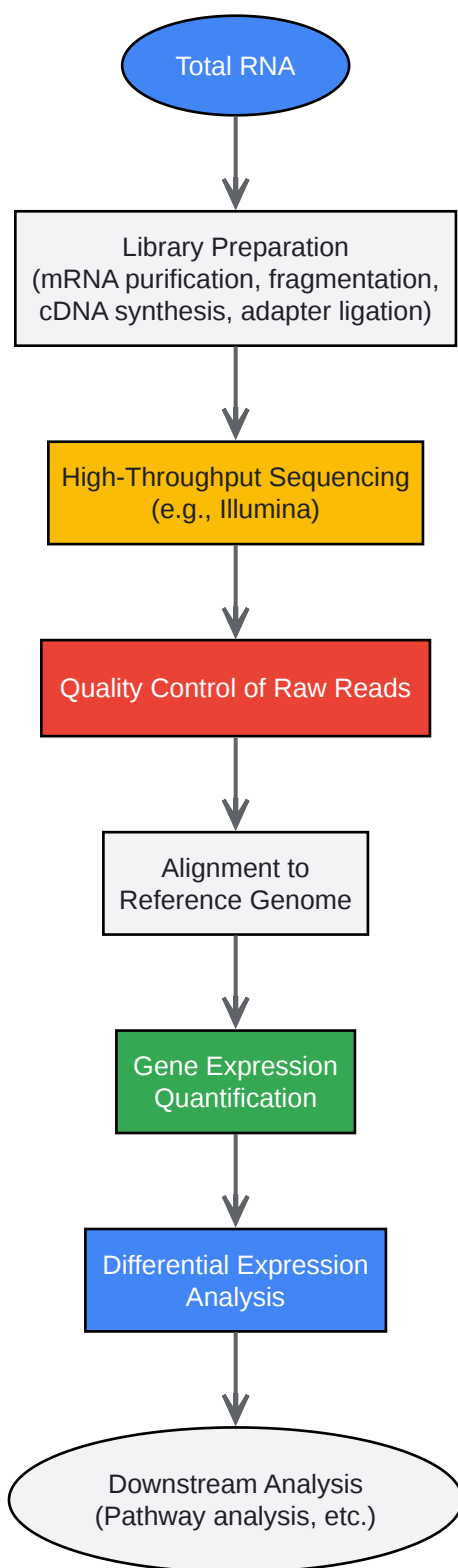 Total RNA
Library Preparation
(mRNA purification, fragmentation,
cDNA synthesis, adapter ligation)
High-Throughput Sequencing
(e.g., Illumina)
Quality Control of Raw Reads
Alignment to
Reference Genome
Gene Expression
Quantification
Differential Expression
Analysis
Downstream Analysis
(Pathway analysis, etc.)